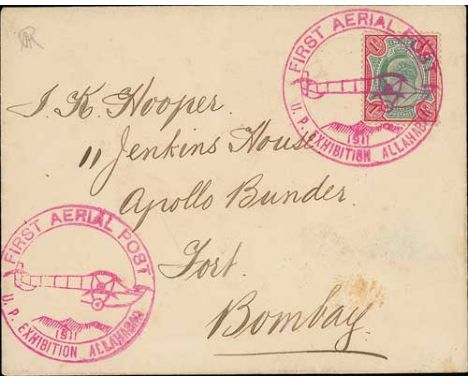 FIRST AERIAL POST
1911
U. P. EXHIBITION ALLAHABAD
J. K. Hooper.
11 Jenkins House
Apollo Bunder.
Fort.
Bombay.
FIRST AERIAL POST
1911
U. P. EXHIBITION ALLAHABAD